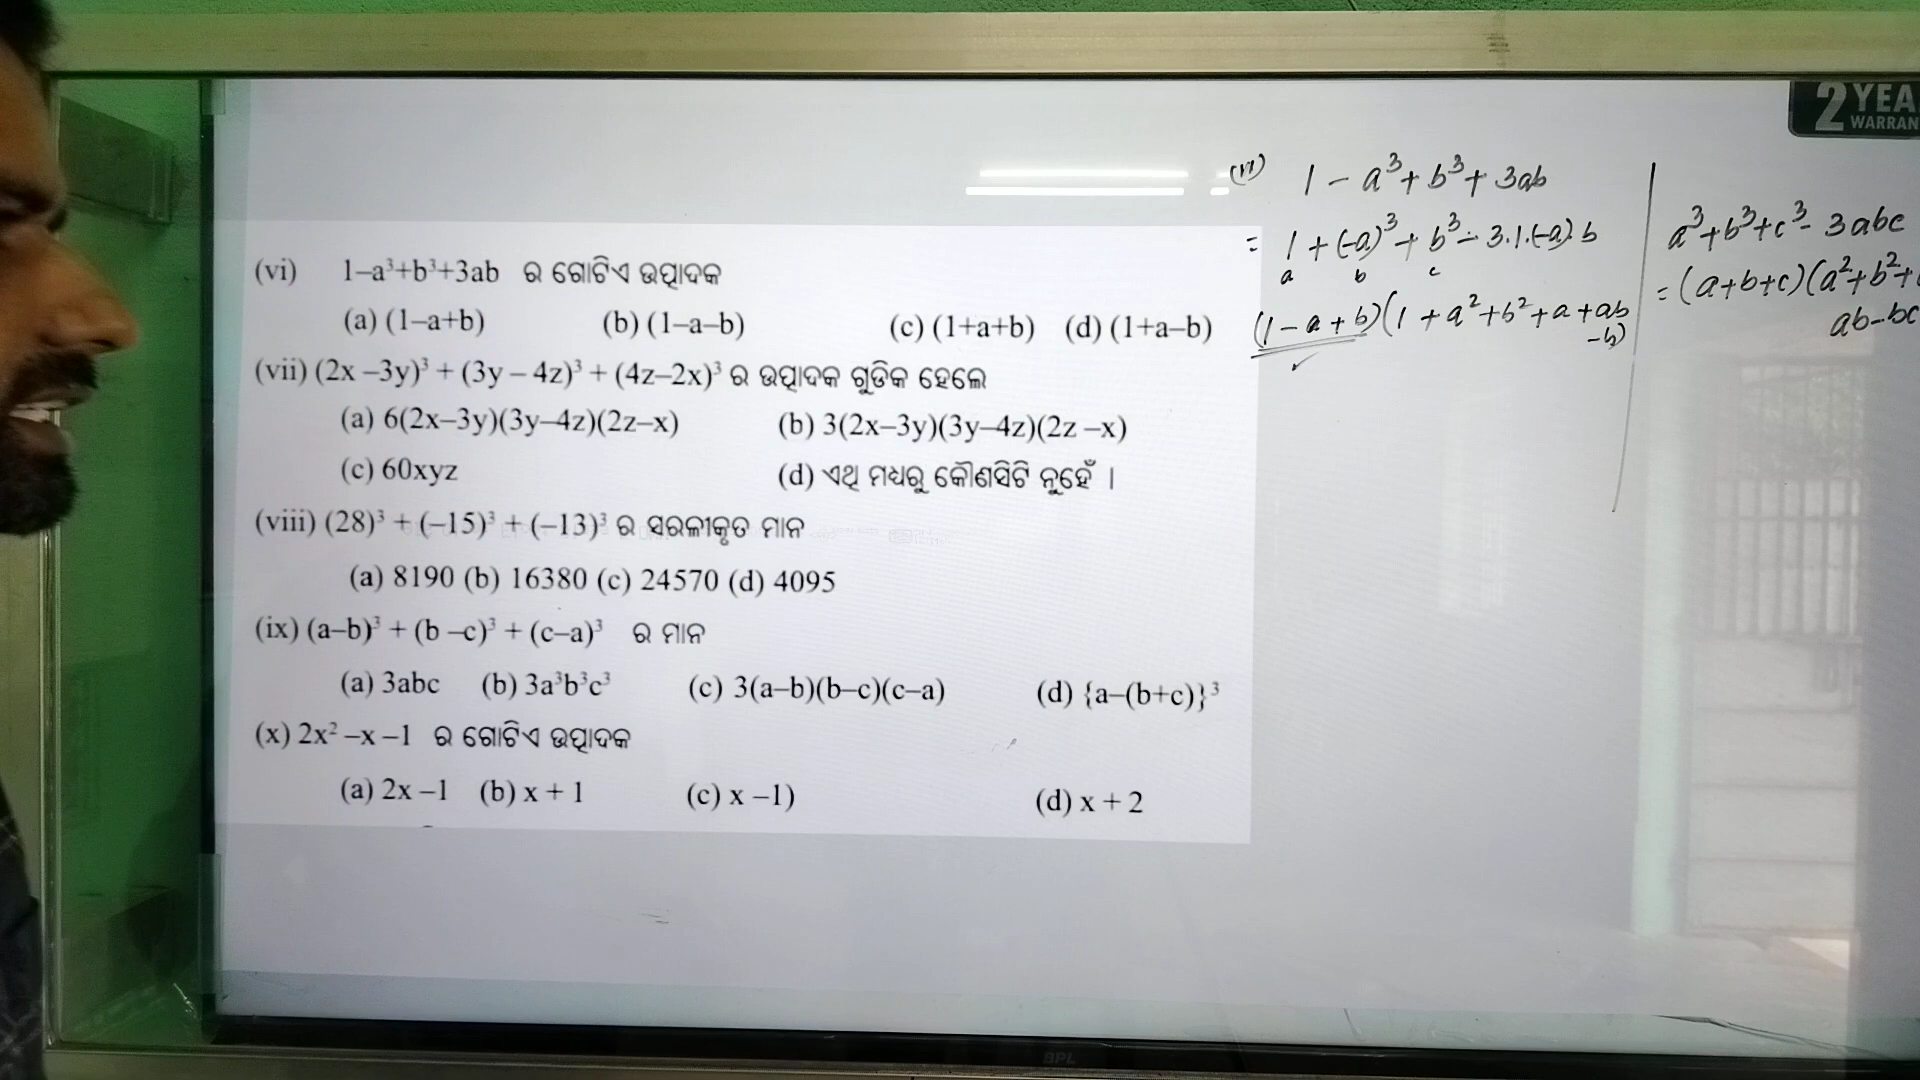 2 YEA
WARRAN
(vi) 1–a³+b³+3ab ର ଗୋଟିଏ ଉତ୍ପାଦକ
(a) (1–a+b) (b) (1–a–b) (c) (1+a+b) (d) (1+a–b)
(vii) (2x –3y)³ + (3y – 4z)³ + (4z–2x)³ ର ଉତ୍ପାଦକ ଗୁଡିକ ହେଲେ
(a) 6(2x–3y)(3y–4z)(2z–x) (b) 3(2x–3y)(3y–4z)(2z –x)
(c) 60xyz (d) ଏଥି ମଧ୍ୟରୁ କୌଣସିଟି ନୁହେଁ ।
(viii) (28)³ + (–15)³ + (–13)³ ର ସରଳୀକୃତ ମାନ
(a) 8190 (b) 16380 (c) 24570 (d) 4095
(ix) (a–b)³ + (b –c)³ + (c–a)³ ର ମାନ
(a) 3abc (b) 3a³b³c³ (c) 3(a–b)(b–c)(c–a) (d) {a–(b+c)}³
(x) 2x² –x –1 ର ଗୋଟିଏ ଉତ୍ପାଦକ
(a) 2x –1 (b) x + 1 (c) x –1) (d) x + 2
(vi) 1 – a³ + b³ + 3ab
= 1 + (-a)³ + b³ – 3.1.(-a).b
a b c
(1 – a + b)(1 + a² + b² + a + ab
– b)
a³+b³+c³- 3abc
= (a+b+c)(a²+b²+
ab-bc
BPL